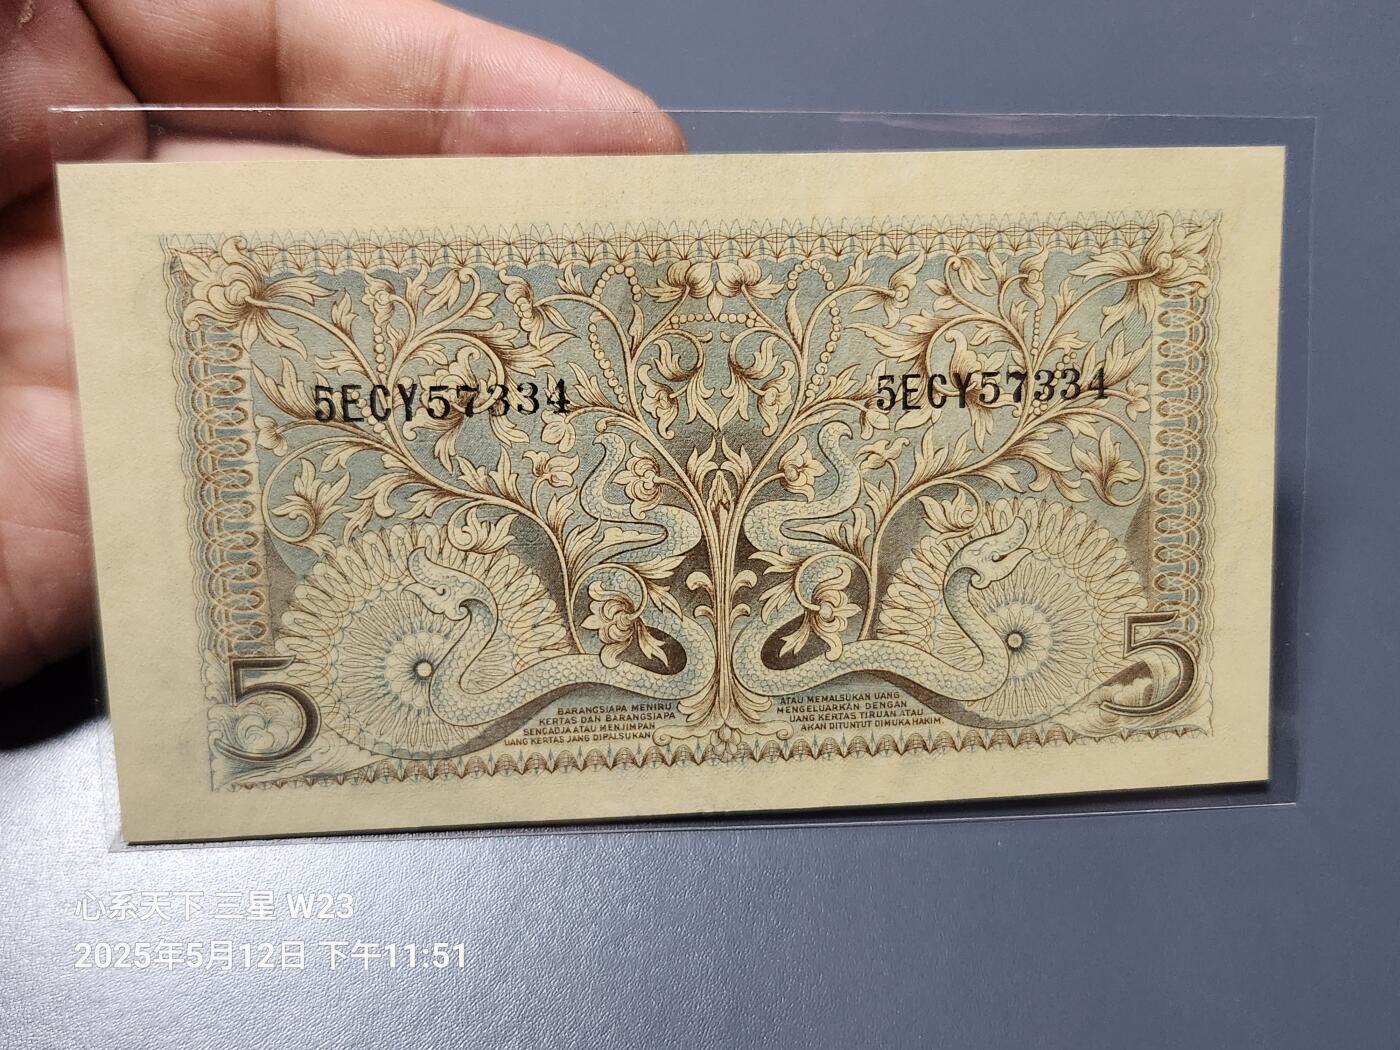 5ECY57334 5ECY57334
5 5
BARANGSIAPA MENIRU
KERTAS DAN BARANGSIAPA
SENGADJA ATAU MENJIMPAN
UANG KERTAS JANG DIPALSUKAN
ATAU MEMALSUKAN UANG
MENGELUARKAN DENGAN
UANG KERTAS TIRUAN ATAU
AKAN DITUNTUT DIMUKA HAKIM.
心系天下 三星 W23
2025年5月12日 下午11:51